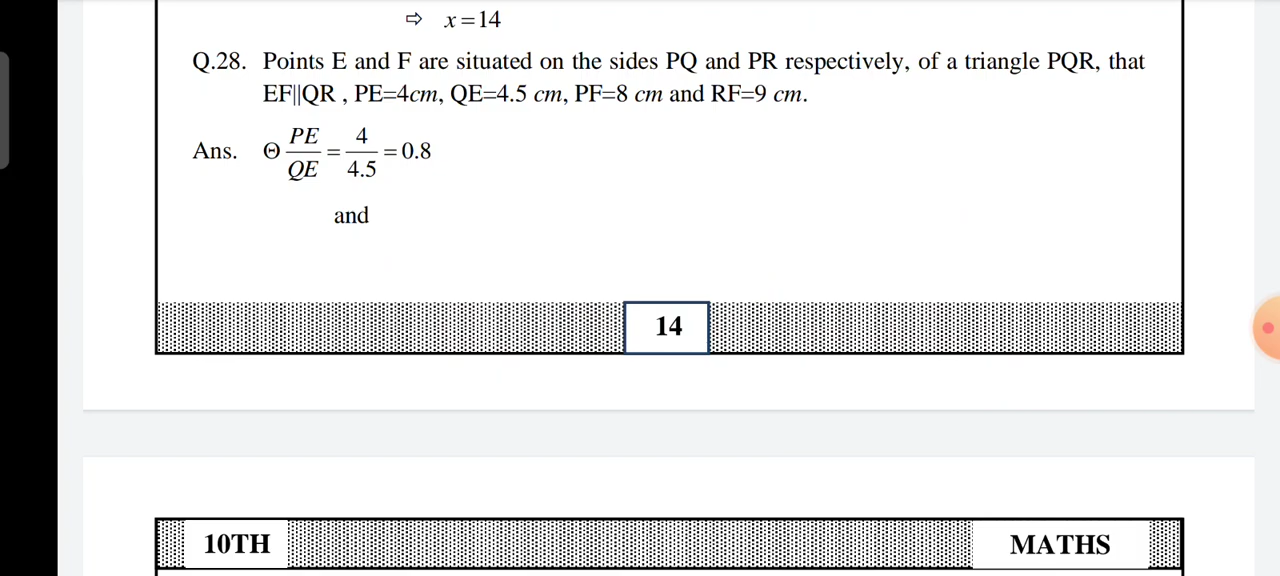 ⇨ x=14
Q.28. Points E and F are situated on the sides PQ and PR respectively, of a triangle PQR, that
EF||QR , PE=4cm, QE=4.5 cm, PF=8 cm and RF=9 cm.
Ans. Θ PE/QE = 4/4.5 = 0.8
and
14
10TH
MATHS